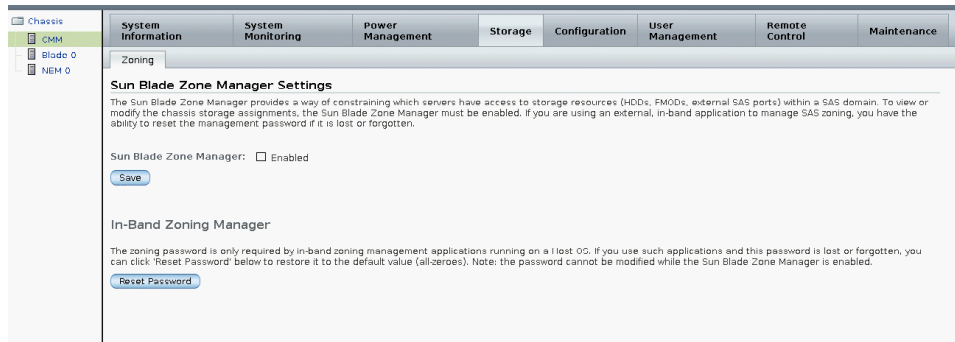 Chassis
CMM
Blade 0
NEM 0
System Information
System Monitoring
Power Management
Storage
Configuration
User Management
Remote Control
Maintenance
Zoning
Sun Blade Zone Manager Settings
The Sun Blade Zone Manager provides a way of constraining which servers have access to storage resources (HDDs, FMODs, external SAS ports) within a SAS domain. To view or
modify the chassis storage assignments, the Sun Blade Zone Manager must be enabled. If you are using an external, in-band application to manage SAS zoning, you have the
ability to reset the management password if it is lost or forgotten.
Sun Blade Zone Manager: Enabled
Save
In-Band Zoning Manager
The zoning password is only required by in-band zoning management applications running on a Host OS. If you use such applications and this password is lost or forgotten, you
can click 'Reset Password' below to restore it to the default value (all-zeroes). Note: the password cannot be modified while the Sun Blade Zone Manager is enabled.
Reset Password